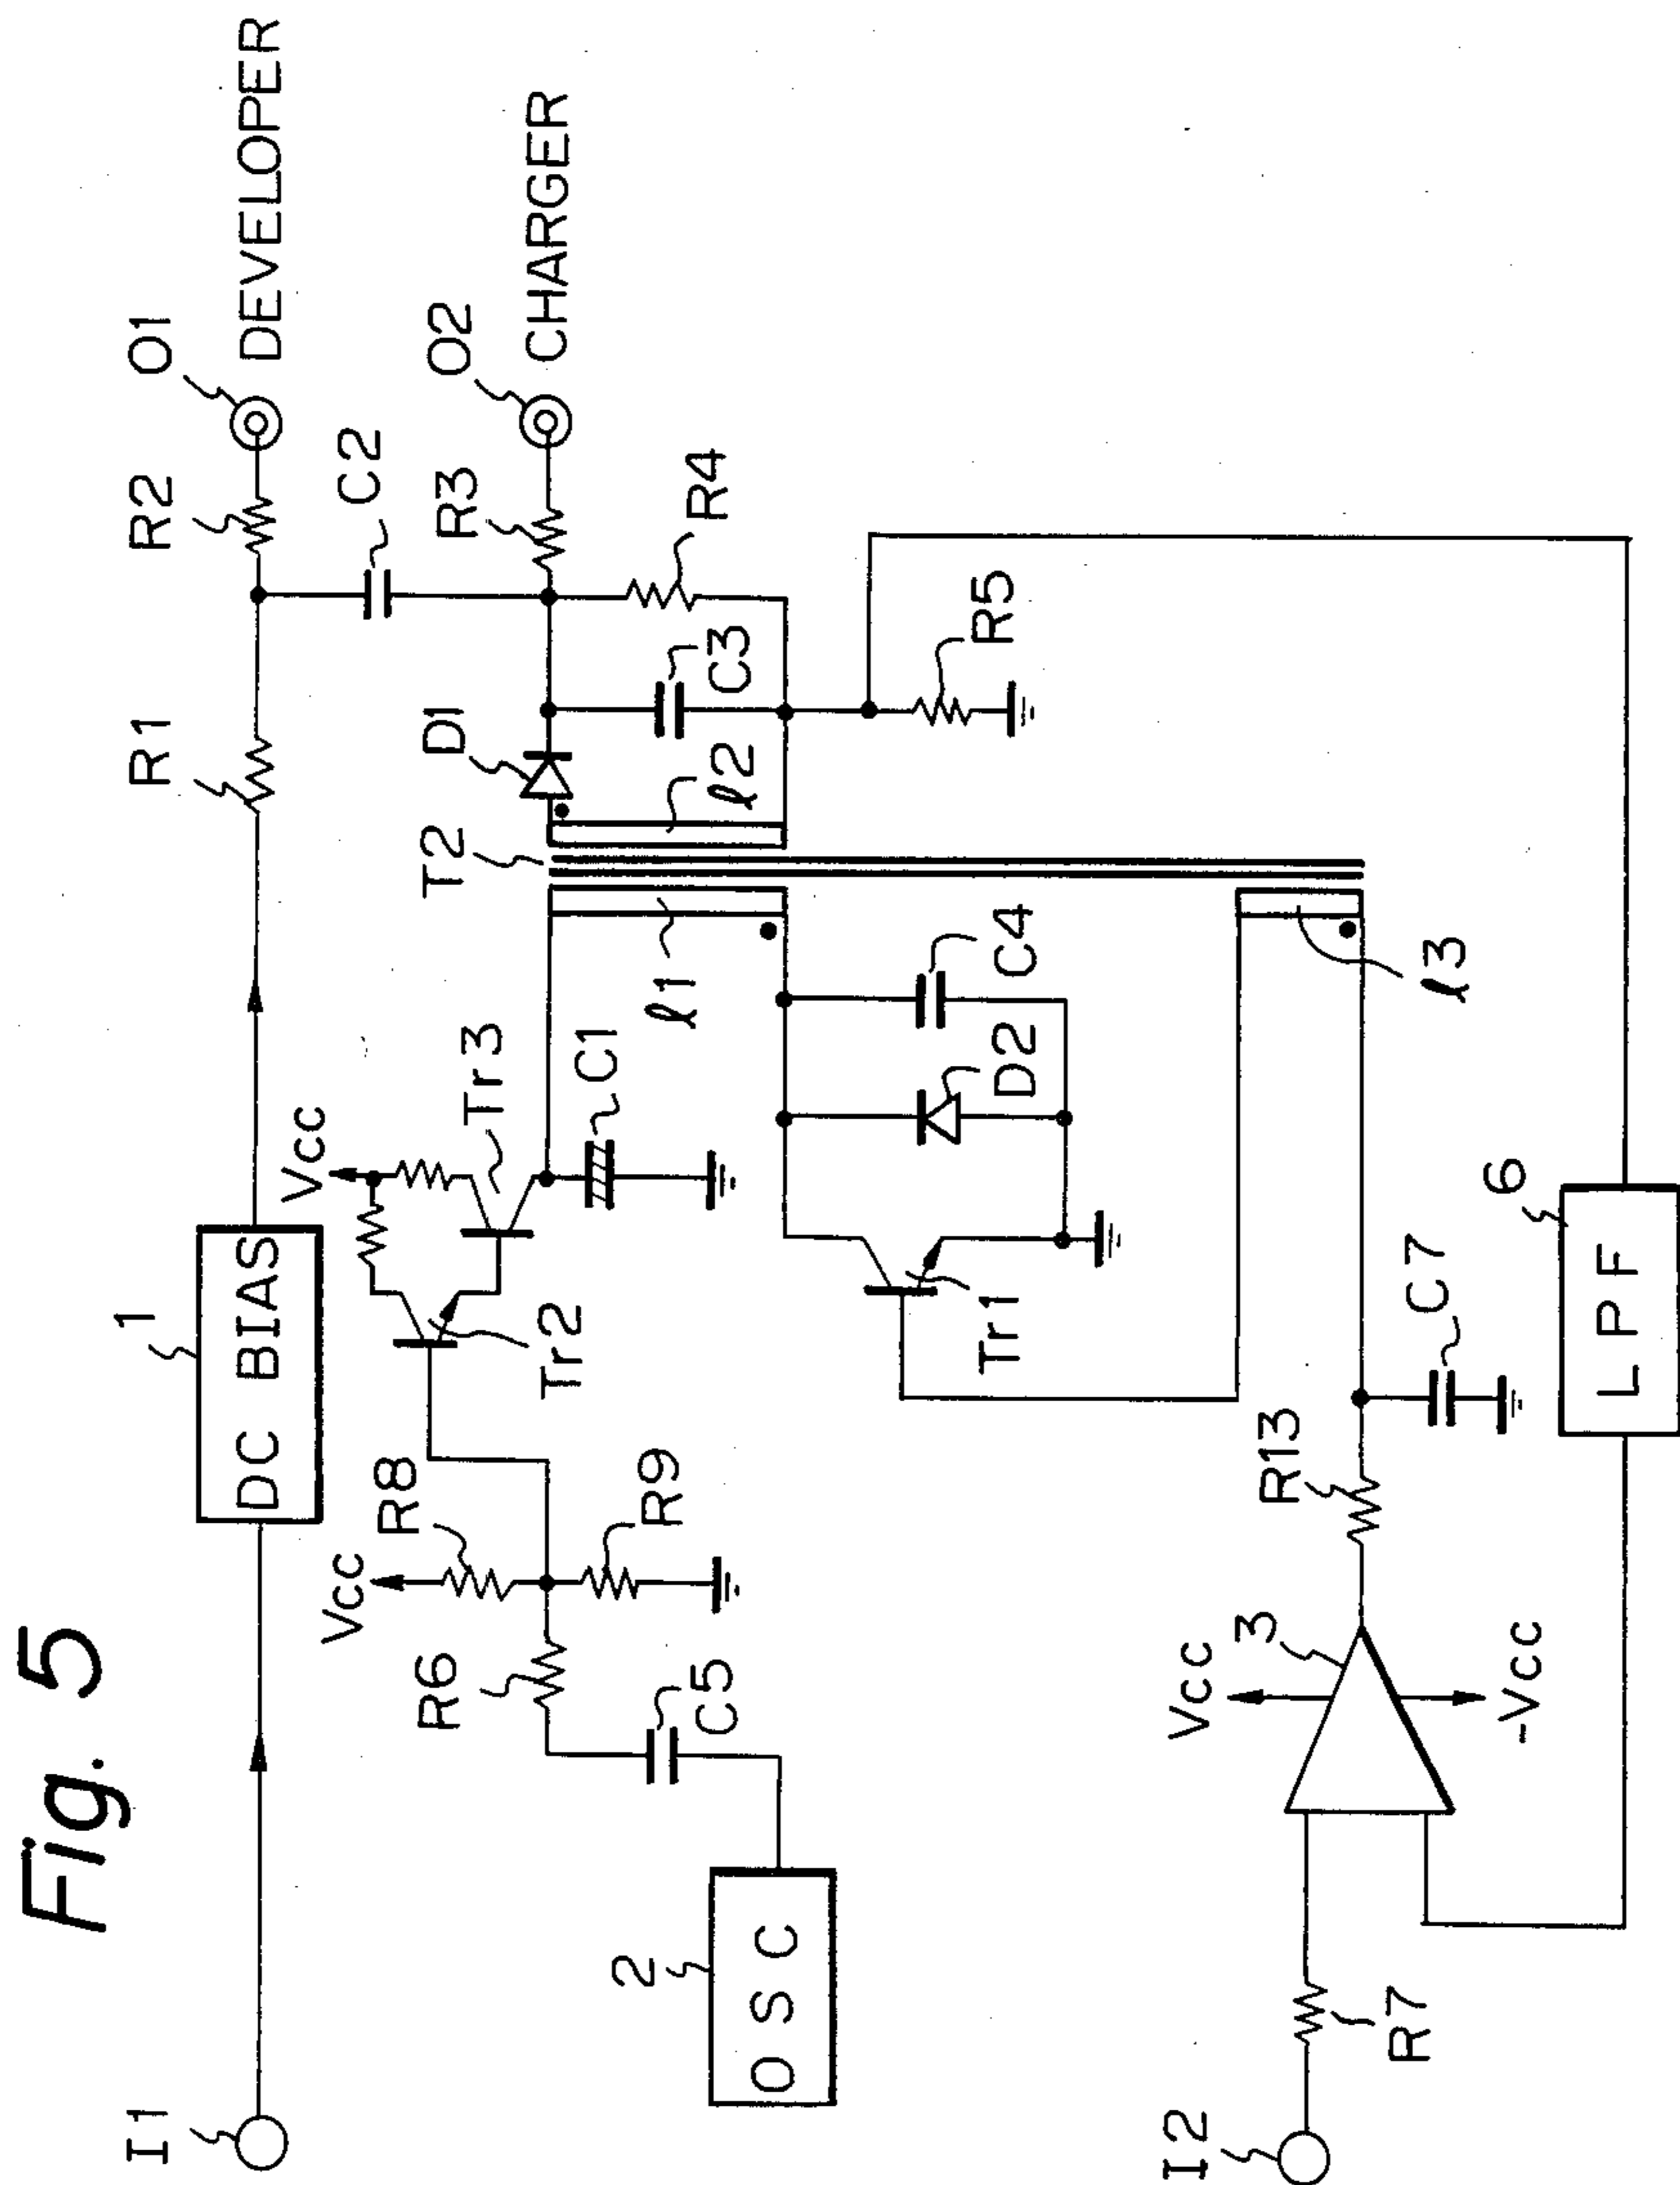 Fig. 5
I1
1
DC BIAS
R1
R2
O1
DEVELOPER
Vcc
Tr3
Tr2
C1
T2
D1
C2
R3
O2
CHARGER
Vcc
R8
R9
R6
C5
2
OSC
ℓ1
ℓ2
C3
R4
R5
C4
D2
Tr1
ℓ3
I2
R7
Vcc
3
-Vcc
R13
C7
6
LPF